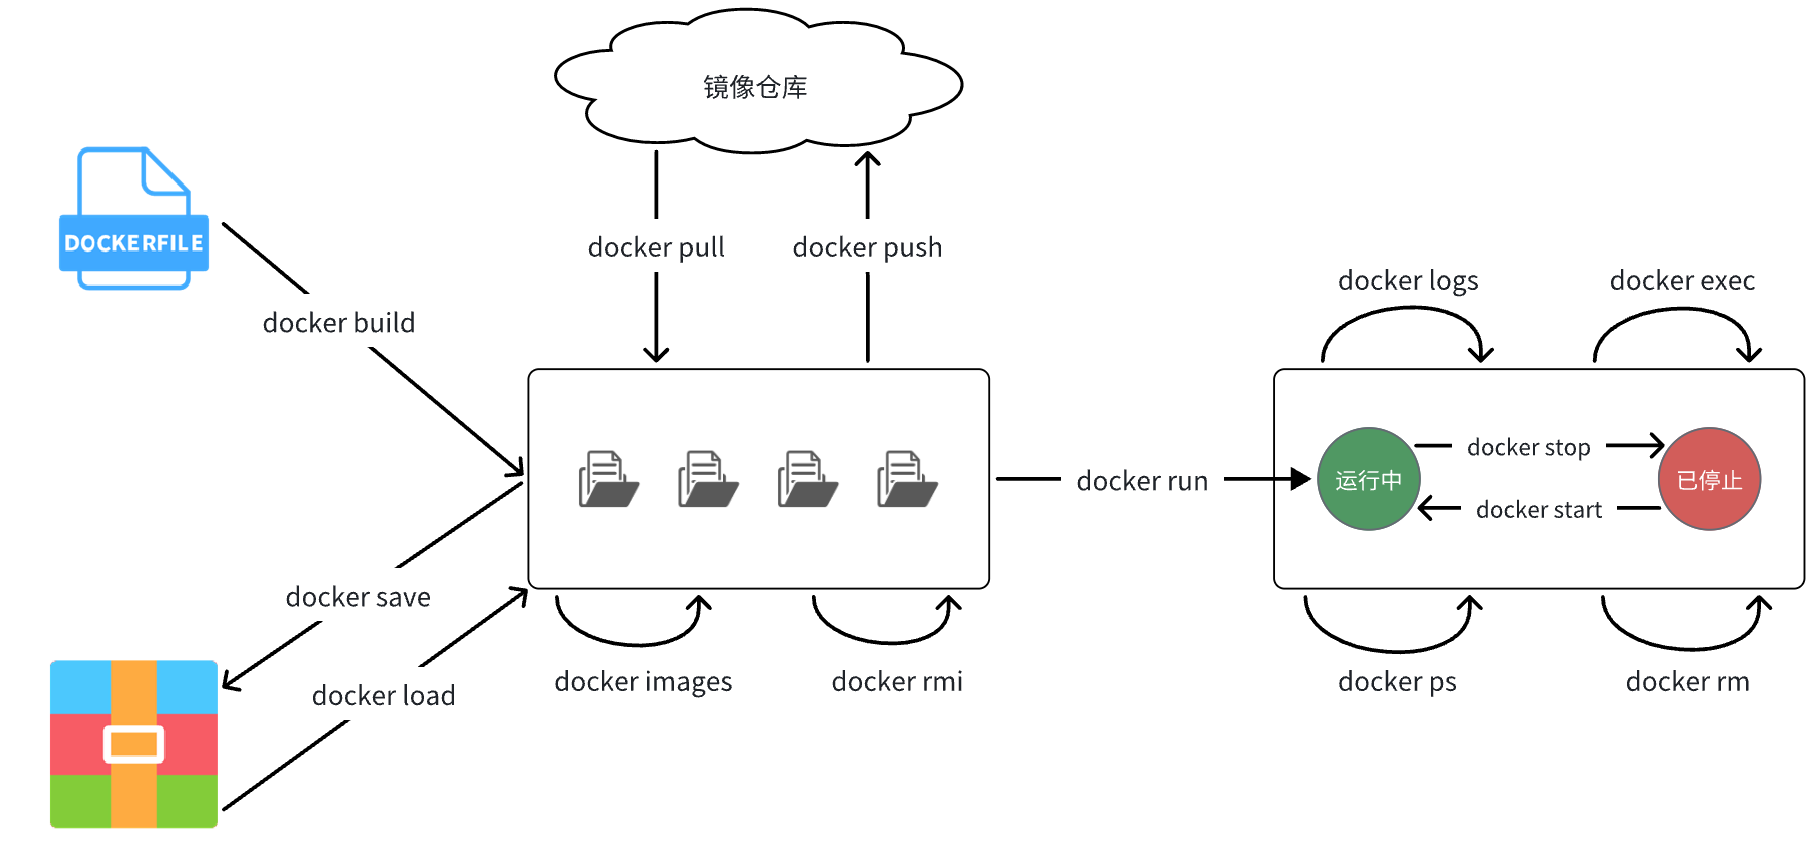 镜像仓库
DOCKERFILE
docker pull
docker push
docker build
docker logs
docker exec
docker run
运行中
docker stop
docker start
已停止
docker save
docker load
docker images
docker rmi
docker ps
docker rm